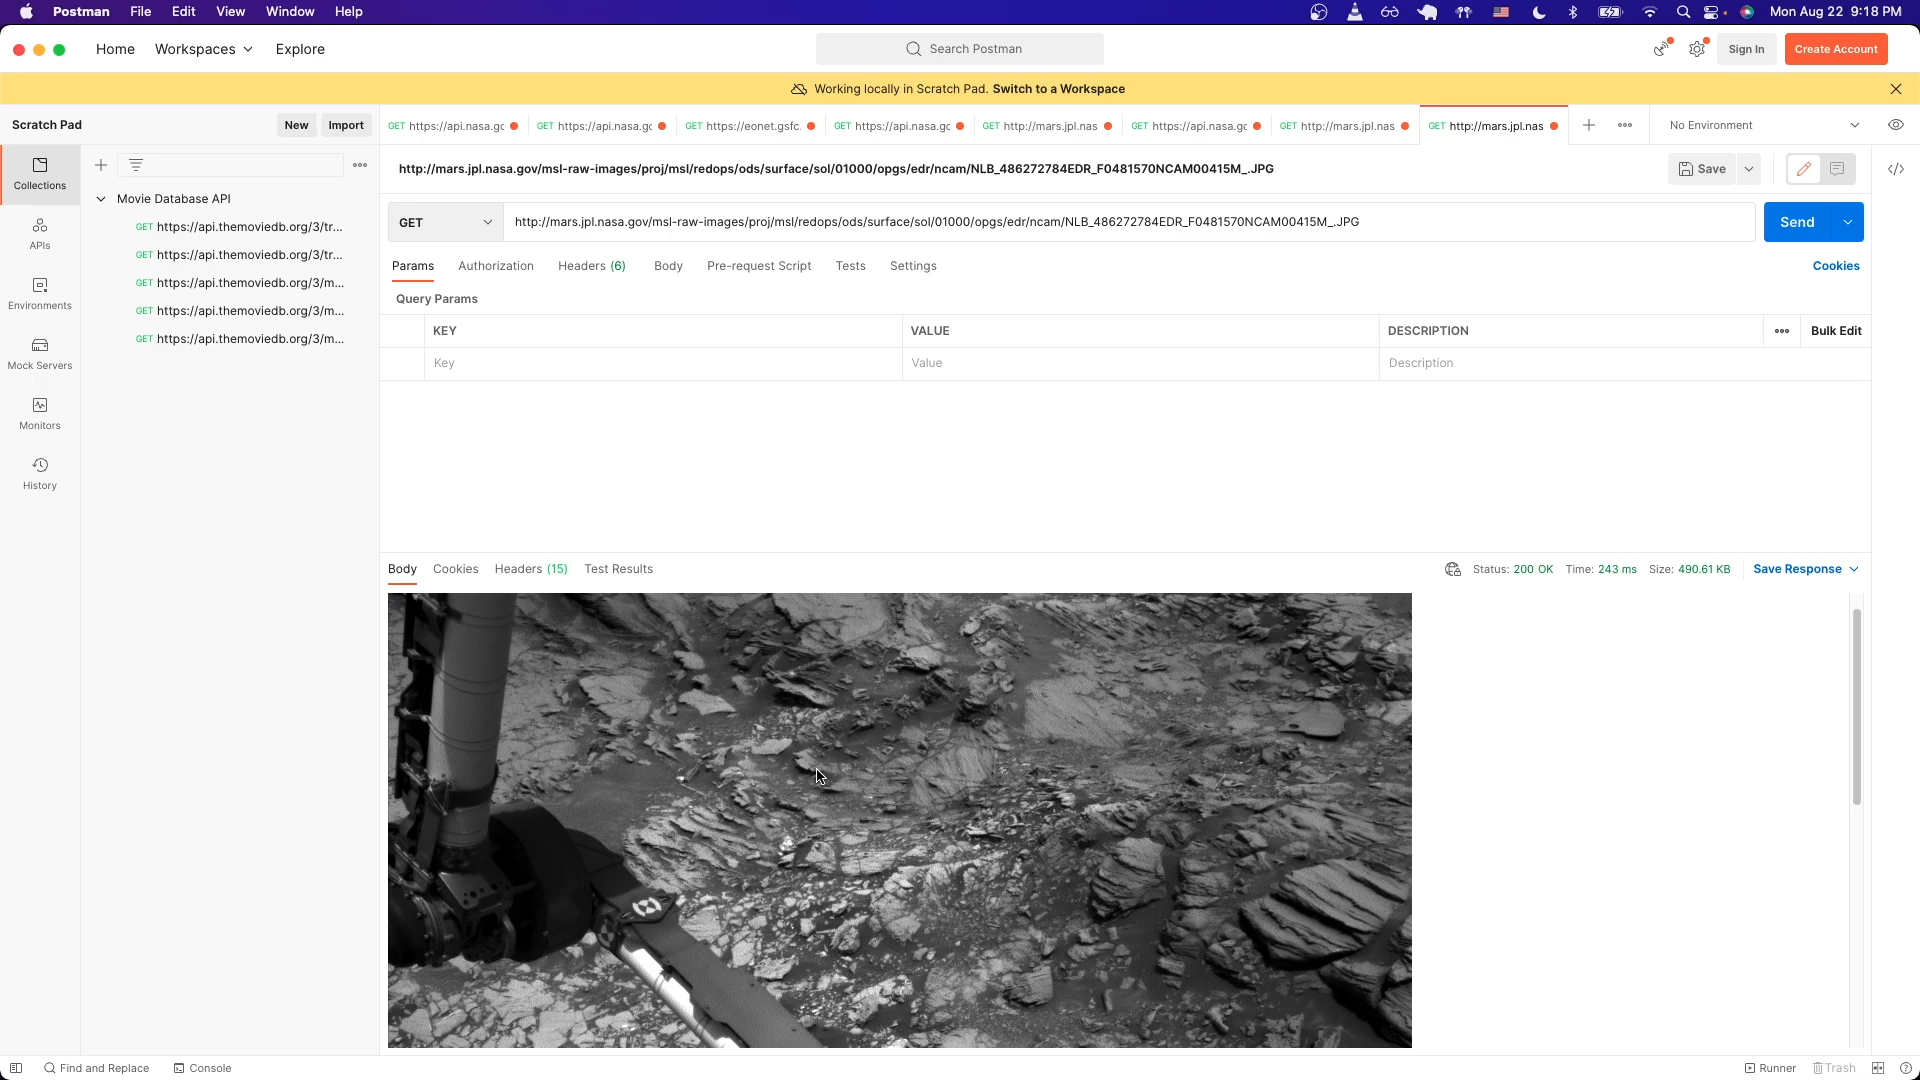 Postman File Edit View Window Help Mon Aug 22 9:18 PM
Home Workspaces Explore Search Postman Sign In Create Account
Working locally in Scratch Pad. Switch to a Workspace
Scratch Pad New Import
GET https://api.nasa.gc GET https://api.nasa.gc GET https://eonet.gsfc. GET https://api.nasa.gc GET http://mars.jpl.nas GET https://api.nasa.gc GET http://mars.jpl.nas GET http://mars.jpl.nas No Environment
http://mars.jpl.nasa.gov/msl-raw-images/proj/msl/redops/ods/surface/sol/01000/opgs/edr/ncam/NLB_486272784EDR_F0481570NCAM00415M_.JPG Save
GET http://mars.jpl.nasa.gov/msl-raw-images/proj/msl/redops/ods/surface/sol/01000/opgs/edr/ncam/NLB_486272784EDR_F0481570NCAM00415M_.JPG Send
Params Authorization Headers (6) Body Pre-request Script Tests Settings Cookies
Query Params
KEY VALUE DESCRIPTION Bulk Edit
Key Value Description
Collections
APIs
Environments
Mock Servers
Monitors
History
Movie Database API
GET https://api.themoviedb.org/3/tr...
GET https://api.themoviedb.org/3/tr...
GET https://api.themoviedb.org/3/m...
GET https://api.themoviedb.org/3/m...
GET https://api.themoviedb.org/3/m...
Body Cookies Headers (15) Test Results Status: 200 OK Time: 243 ms Size: 490.61 KB Save Response
Find and Replace Console Runner Trash